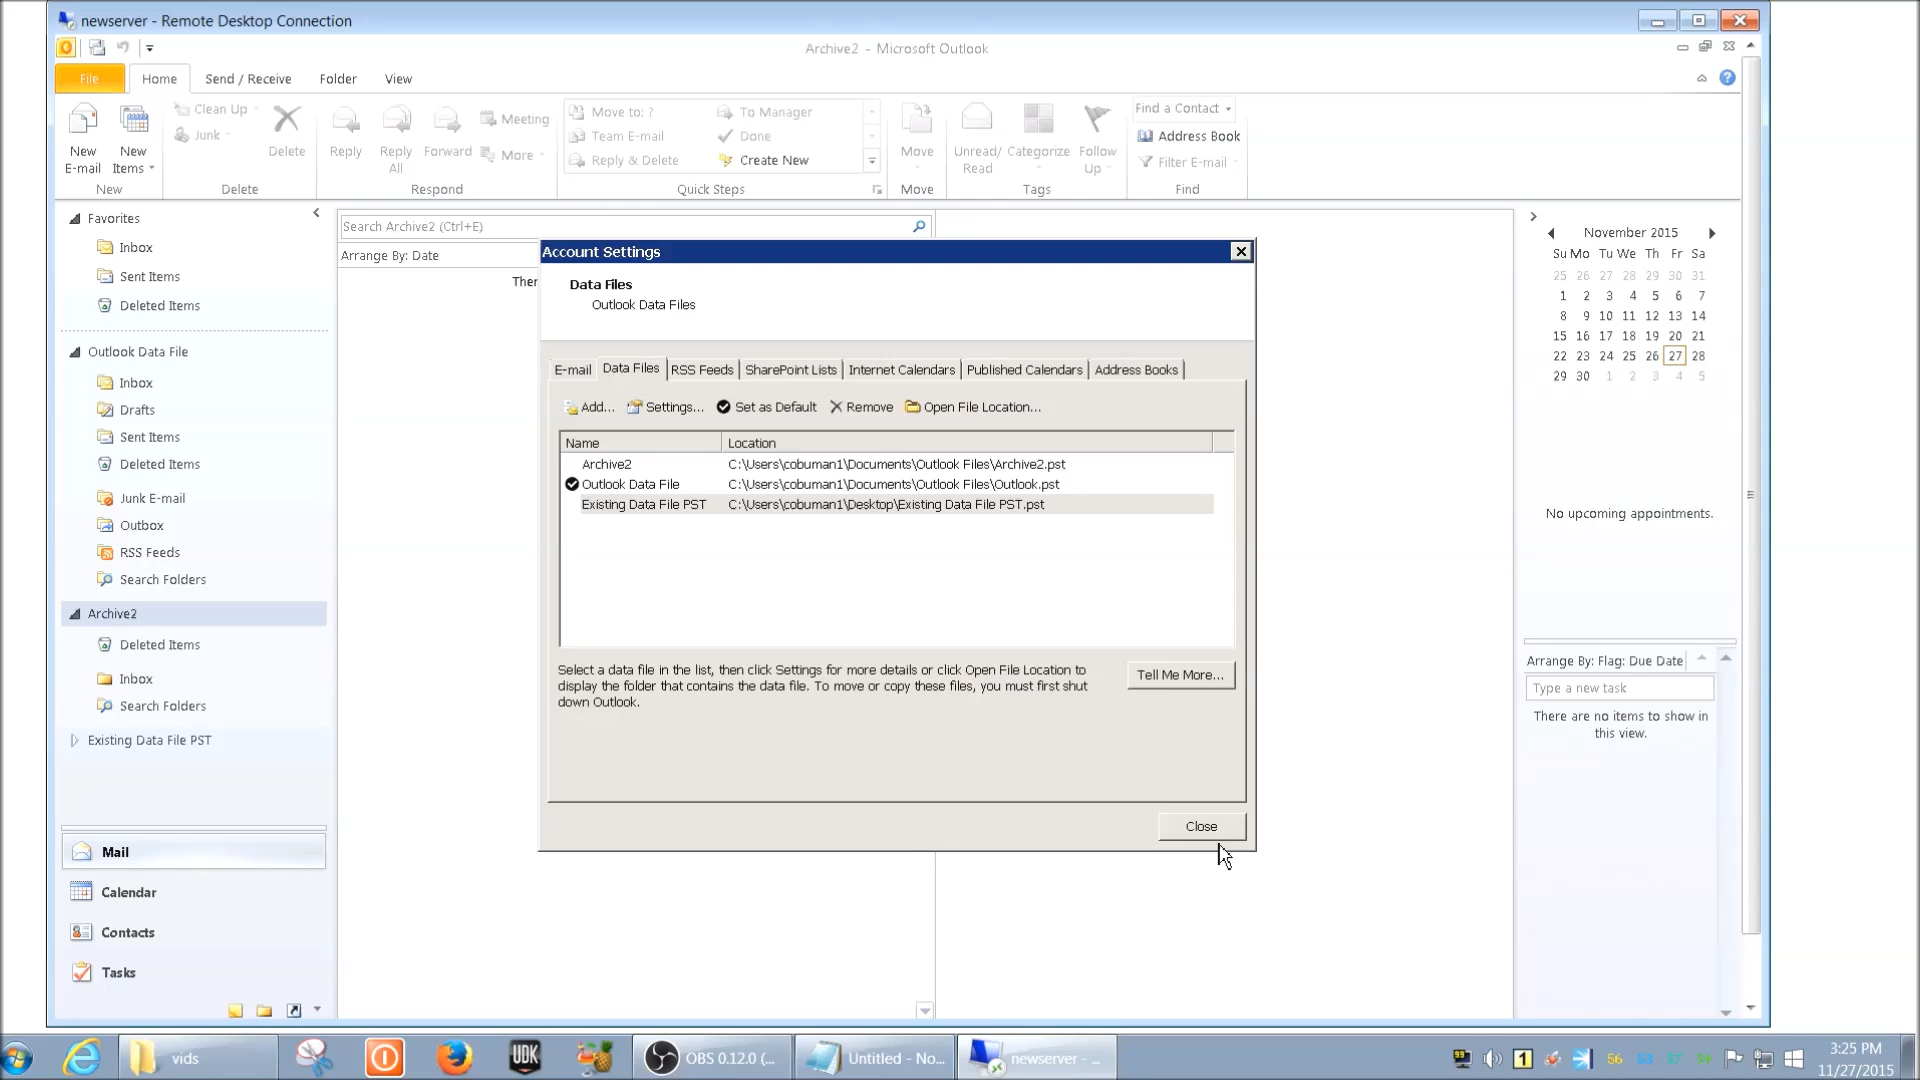 newserver - Remote Desktop Connection
Archive2 - Microsoft Outlook
File
Home
Send / Receive
Folder
View
New
E-mail
New
Items
New
Clean Up
Junk
Delete
Delete
Reply
Reply
All
Forward
Meeting
More
Respond
Move to: ?
Team E-mail
Reply & Delete
To Manager
Done
Create New
Quick Steps
Move
Move
Unread/
Read
Categorize
Follow
Up
Tags
Find a Contact
Address Book
Filter E-mail
Find
Favorites
Inbox
Sent Items
Deleted Items
Outlook Data File
Inbox
Drafts
Sent Items
Deleted Items
Junk E-mail
Outbox
RSS Feeds
Search Folders
Archive2
Deleted Items
Inbox
Search Folders
Existing Data File PST
Mail
Calendar
Contacts
Tasks
Search Archive2 (Ctrl+E)
Arrange By: Date
Ther
Account Settings
Data Files
Outlook Data Files
E-mail
Data Files
RSS Feeds
SharePoint Lists
Internet Calendars
Published Calendars
Address Books
Add...
Settings...
Set as Default
Remove
Open File Location...
Name Location
Archive2 C:\Users\cobuman1\Documents\Outlook Files\Archive2.pst
Outlook Data File C:\Users\cobuman1\Documents\Outlook Files\Outlook.pst
Existing Data File PST C:\Users\cobuman1\Desktop\Existing Data File PST.pst
Select a data file in the list, then click Settings for more details or click Open File Location to
display the folder that contains the data file. To move or copy these files, you must first shut
down Outlook.
Tell Me More...
Close
November 2015
Su Mo Tu We Th Fr Sa
25 26 27 28 29 30 31
1 2 3 4 5 6 7
8 9 10 11 12 13 14
15 16 17 18 19 20 21
22 23 24 25 26 27 28
29 30 1 2 3 4 5
No upcoming appointments.
Arrange By: Flag: Due Date
Type a new task
There are no items to show in
this view.
vids
UDK
OBS 0.12.0 (...
Untitled - No...
newserver - ...
1
56
3:25 PM
11/27/2015